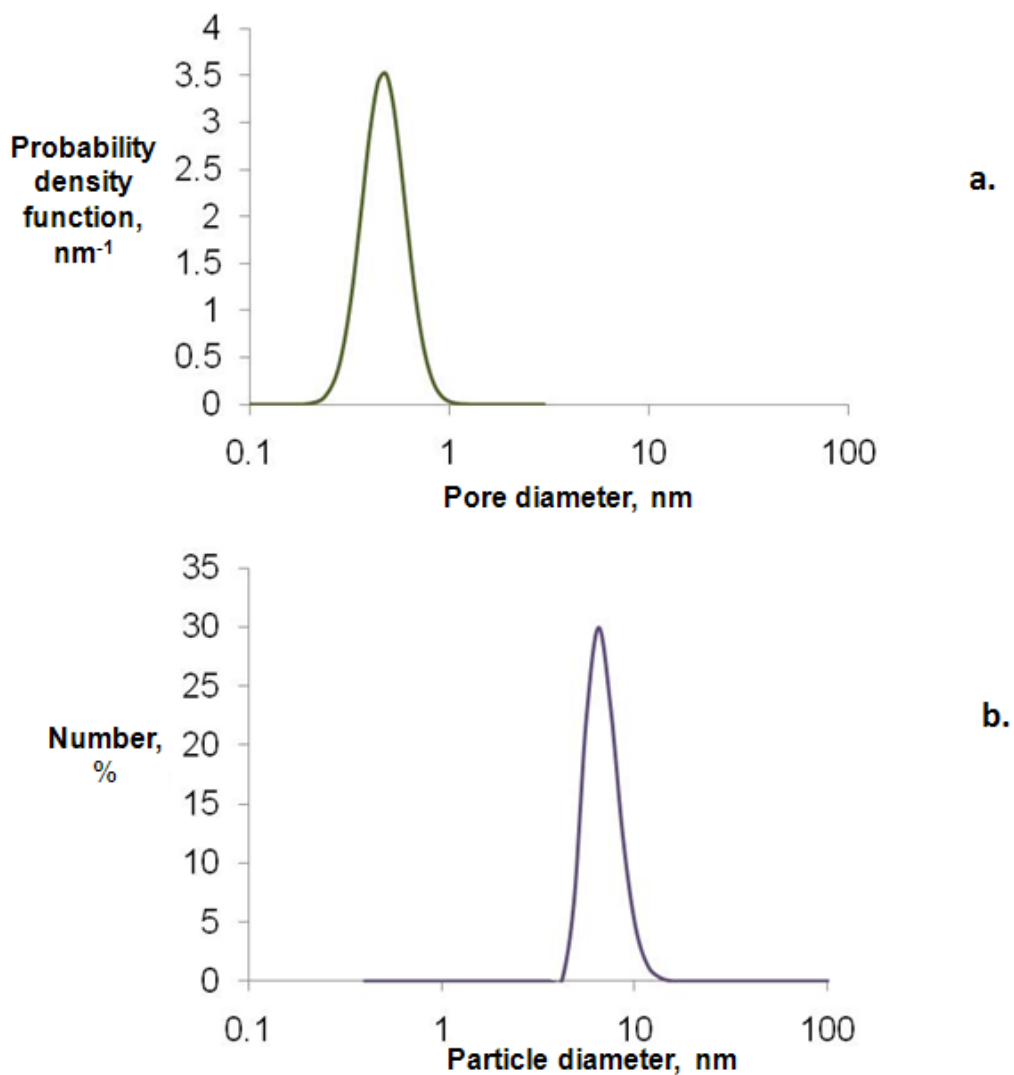 4
3.5
3
2.5
2
1.5
1
0.5
0
Probability
density
function,
nm-1
a.
0.1 1 10 100
Pore diameter, nm
35
30
25
20
15
10
5
0
Number,
%
b.
0.1 1 10 100
Particle diameter, nm